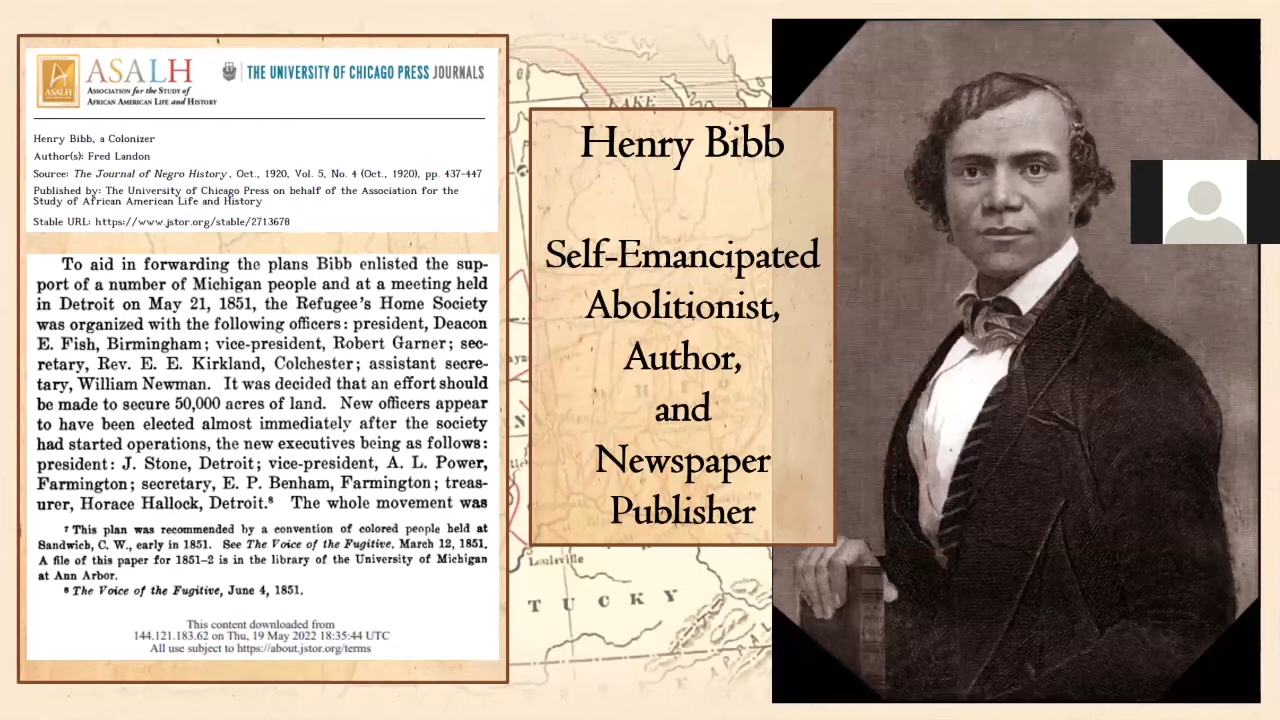 ASALH
ASALH
ASSOCIATION for the STUDY of
AFRICAN AMERICAN LIFE and HISTORY
THE UNIVERSITY OF CHICAGO PRESS JOURNALS
Henry Bibb, a Colonizer
Author(s): Fred Landon
Source: The Journal of Negro History, Oct., 1920, Vol. 5, No. 4 (Oct., 1920), pp. 437-447
Published by: The University of Chicago Press on behalf of the Association for the
Study of African American Life and History
Stable URL: https://www.jstor.org/stable/2713678
To aid in forwarding the plans Bibb enlisted the sup-
port of a number of Michigan people and at a meeting held
in Detroit on May 21, 1851, the Refugee's Home Society
was organized with the following officers: president, Deacon
E. Fish, Birmingham; vice-president, Robert Garner; sec-
retary, Rev. E. E. Kirkland, Colchester; assistant secre-
tary, William Newman. It was decided that an effort should
be made to secure 50,000 acres of land. New officers appear
to have been elected almost immediately after the society
had started operations, the new executives being as follows:
president: J. Stone, Detroit; vice-president, A. L. Power,
Farmington; secretary, E. P. Benham, Farmington; treas-
urer, Horace Hallock, Detroit.⁸ The whole movement was
⁷ This plan was recommended by a convention of colored people held at
Sandwich, C. W., early in 1851. See The Voice of the Fugitive, March 12, 1851.
A file of this paper for 1851-2 is in the library of the University of Michigan
at Ann Arbor.
⁸ The Voice of the Fugitive, June 4, 1851.
This content downloaded from
144.121.183.62 on Thu, 19 May 2022 18:35:44 UTC
All use subject to https://about.jstor.org/terms
LAKE
Henry Bibb
Self-Emancipated
Abolitionist,
Author,
and
Newspaper
Publisher
Louisville
TUCKY